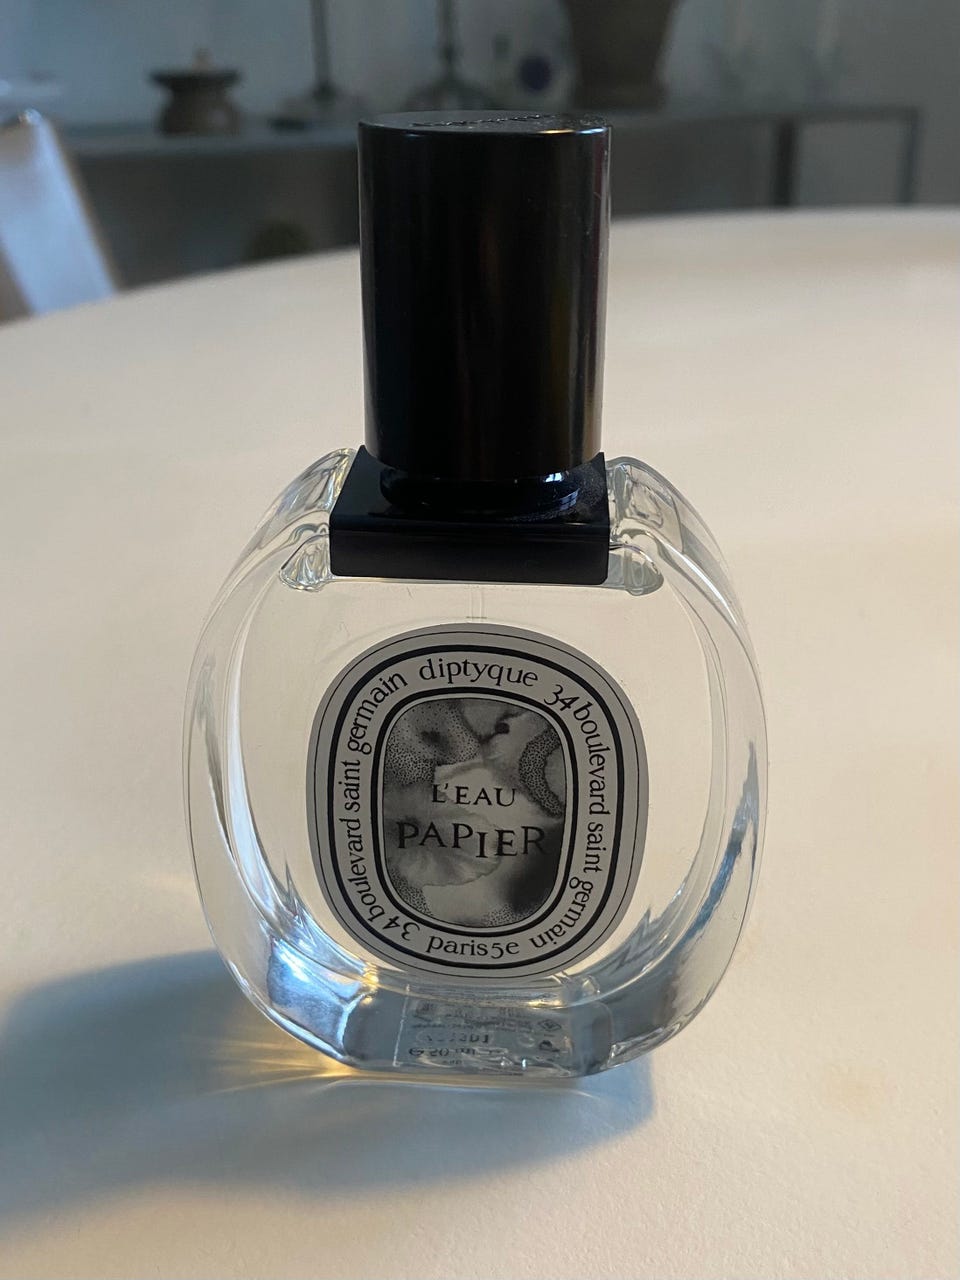 diptyque 34 boulevard saint germain
paris 5e
34 boulevard saint germain
L'EAU
PAPIER